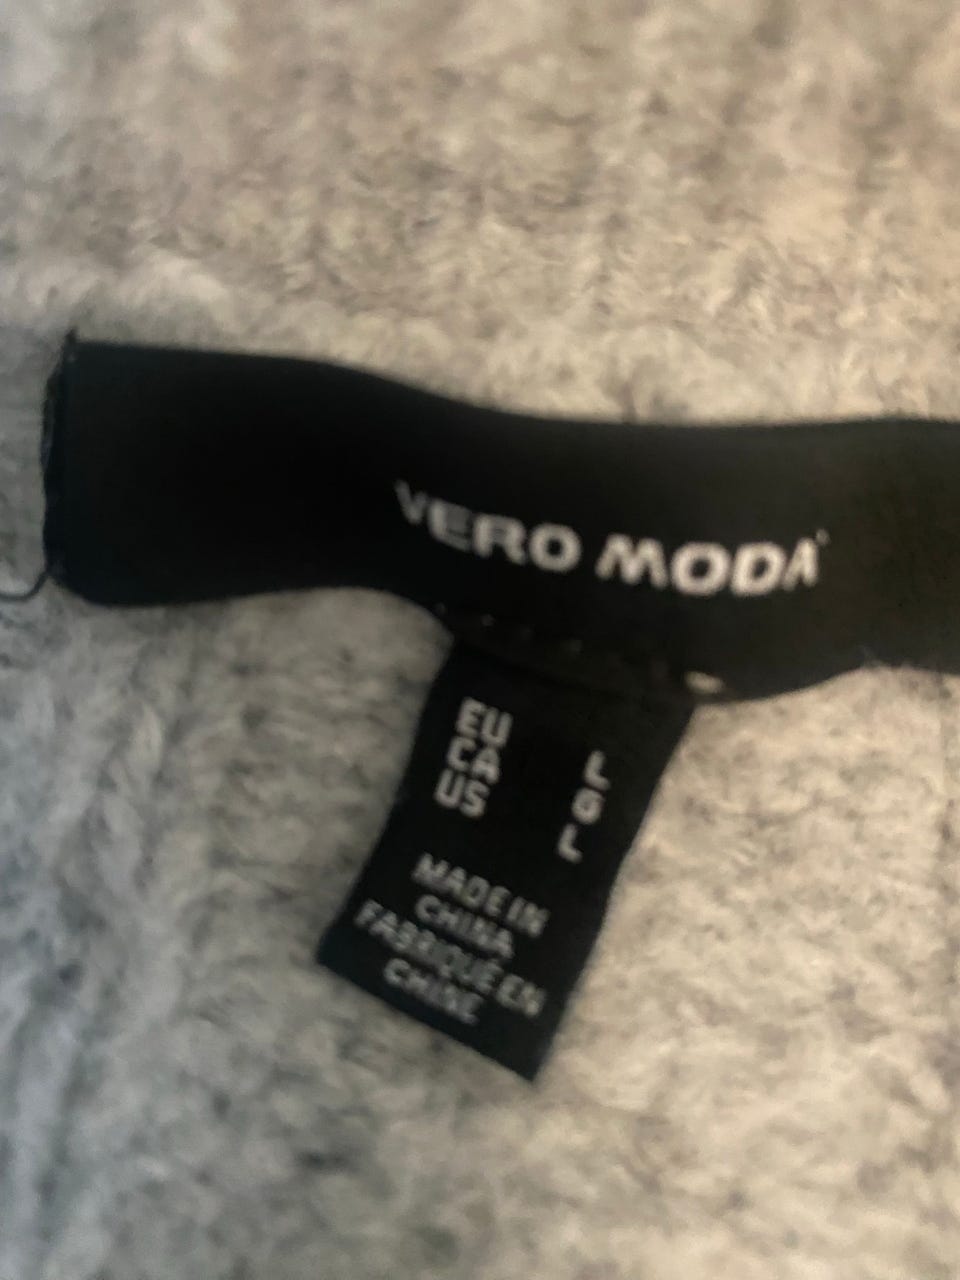 VERO MODA
EU L
CA G
US L
MADE IN
CHINA
FABRIQUÉ EN
CHINE